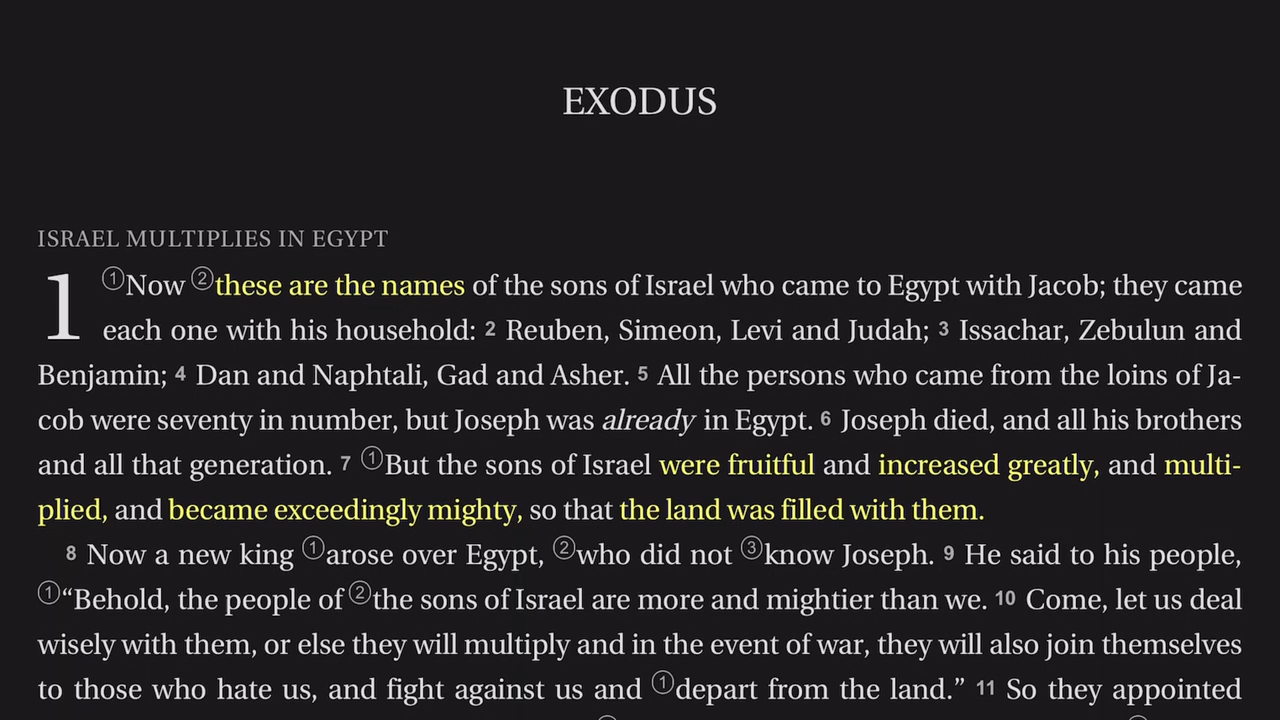 EXODUS
ISRAEL MULTIPLIES IN EGYPT
1 ①Now ②these are the names of the sons of Israel who came to Egypt with Jacob; they came
each one with his household: 2 Reuben, Simeon, Levi and Judah; 3 Issachar, Zebulun and
Benjamin; 4 Dan and Naphtali, Gad and Asher. 5 All the persons who came from the loins of Ja-
cob were seventy in number, but Joseph was already in Egypt. 6 Joseph died, and all his brothers
and all that generation. 7 ①But the sons of Israel were fruitful and increased greatly, and multi-
plied, and became exceedingly mighty, so that the land was filled with them.
8 Now a new king ①arose over Egypt, ②who did not ③know Joseph. 9 He said to his people,
①“Behold, the people of ②the sons of Israel are more and mightier than we. 10 Come, let us deal
wisely with them, or else they will multiply and in the event of war, they will also join themselves
to those who hate us, and fight against us and ①depart from the land.” 11 So they appointed